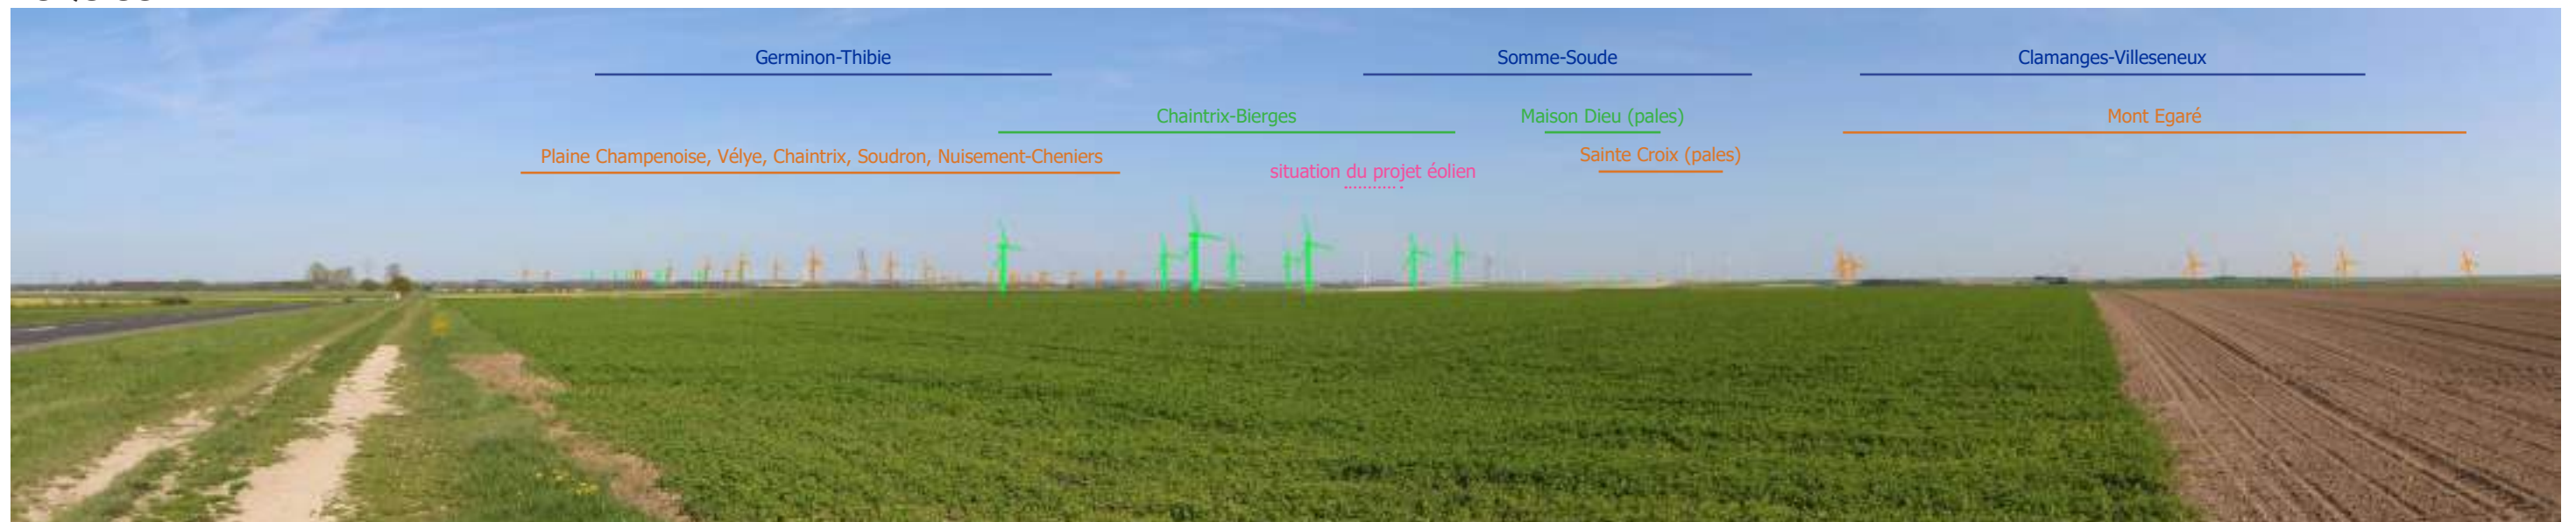 Germinon-Thibie
Somme-Soude
Clamanges-Villeseneux
Chaintrix-Bierges
Maison Dieu (pales)
Mont Egaré
Plaine Champenoise, Vélye, Chaintrix, Soudron, Nuisement-Cheniers
Sainte Croix (pales)
situation du projet éolien